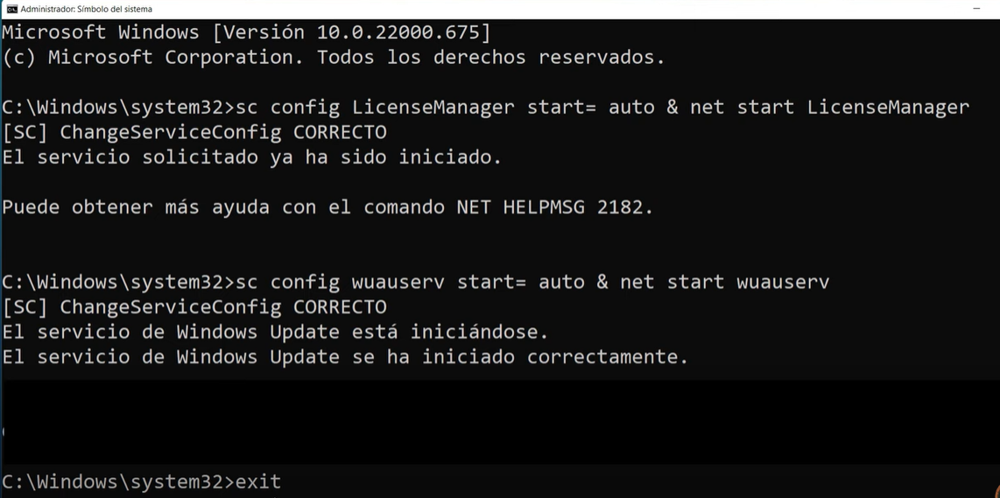 Administrador: Símbolo del sistema
Microsoft Windows [Versión 10.0.22000.675]
(c) Microsoft Corporation. Todos los derechos reservados.
C:\Windows\system32>sc config LicenseManager start= auto & net start LicenseManager
[SC] ChangeServiceConfig CORRECTO
El servicio solicitado ya ha sido iniciado.
Puede obtener más ayuda con el comando NET HELPMSG 2182.
C:\Windows\system32>sc config wuauserv start= auto & net start wuauserv
[SC] ChangeServiceConfig CORRECTO
El servicio de Windows Update está iniciándose.
El servicio de Windows Update se ha iniciado correctamente.
C:\Windows\system32>exit